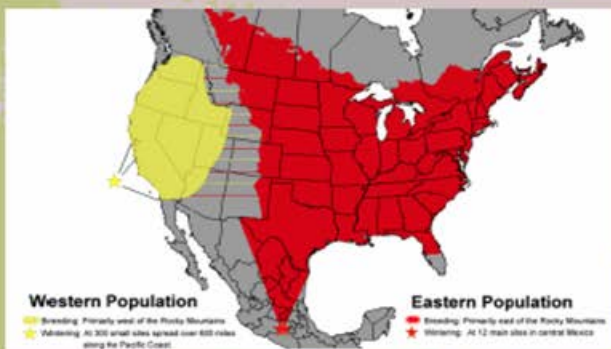 Western Population
Breeding: Primarily west of the Rocky Mountains
Wintering: At 300 small sites spread over 600 miles
along the Pacific Coast.
Eastern Population
Breeding: Primarily east of the Rocky Mountains
Wintering: At 12 main sites in central Mexico